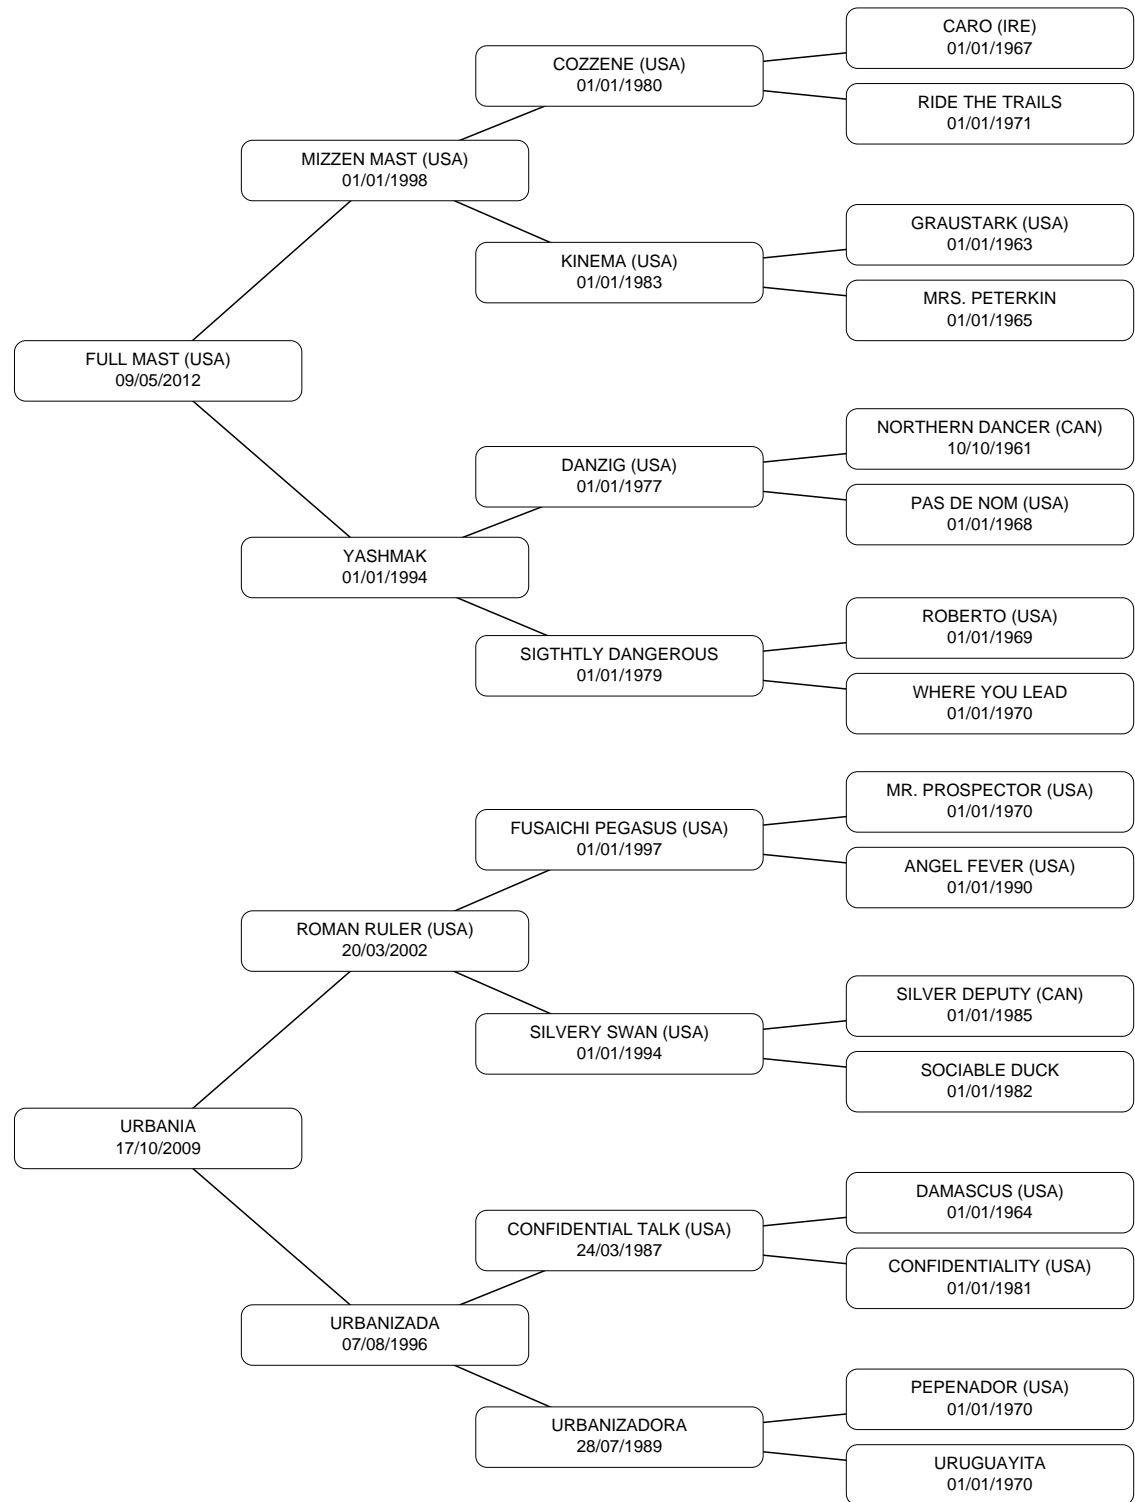 CARO (IRE)
01/01/1967
COZZENE (USA)
01/01/1980
RIDE THE TRAILS
01/01/1971
MIZZEN MAST (USA)
01/01/1998
GRAUSTARK (USA)
01/01/1963
KINEMA (USA)
01/01/1983
MRS. PETERKIN
01/01/1965
FULL MAST (USA)
09/05/2012
NORTHERN DANCER (CAN)
10/10/1961
DANZIG (USA)
01/01/1977
PAS DE NOM (USA)
01/01/1968
YASHMAK
01/01/1994
ROBERTO (USA)
01/01/1969
SIGTHTLY DANGEROUS
01/01/1979
WHERE YOU LEAD
01/01/1970
MR. PROSPECTOR (USA)
01/01/1970
FUSAICHI PEGASUS (USA)
01/01/1997
ANGEL FEVER (USA)
01/01/1990
ROMAN RULER (USA)
20/03/2002
SILVER DEPUTY (CAN)
01/01/1985
SILVERY SWAN (USA)
01/01/1994
SOCIABLE DUCK
01/01/1982
URBANIA
17/10/2009
DAMASCUS (USA)
01/01/1964
CONFIDENTIAL TALK (USA)
24/03/1987
CONFIDENTIALITY (USA)
01/01/1981
URBANIZADA
07/08/1996
PEPENADOR (USA)
01/01/1970
URBANIZADORA
28/07/1989
URUGUAYITA
01/01/1970